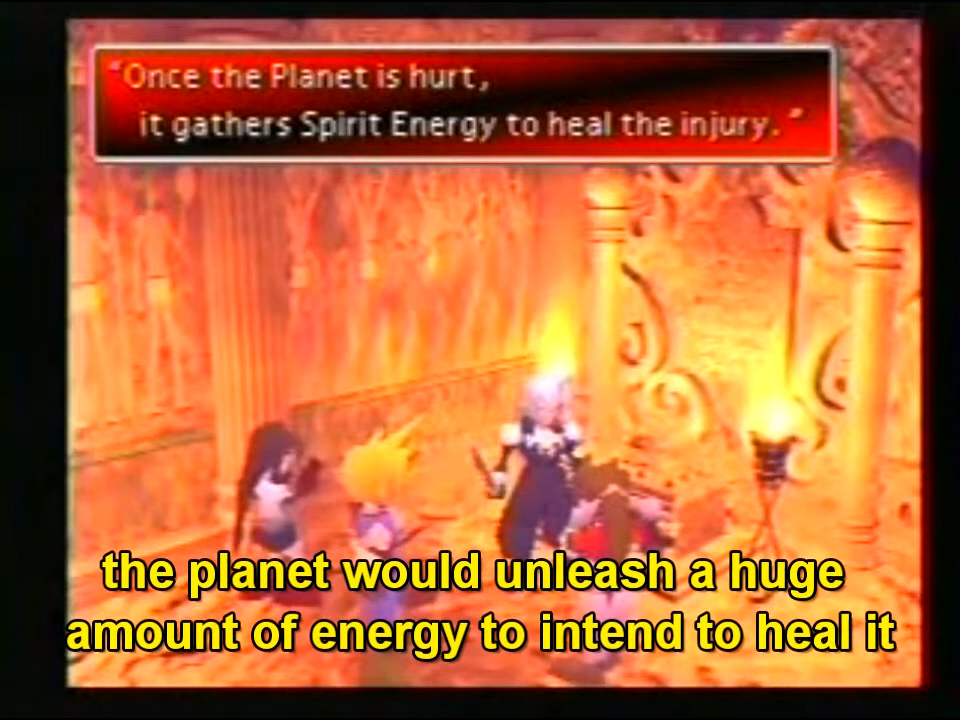 “Once the Planet is hurt,
it gathers Spirit Energy to heal the injury.”
the planet would unleash a huge
amount of energy to intend to heal it